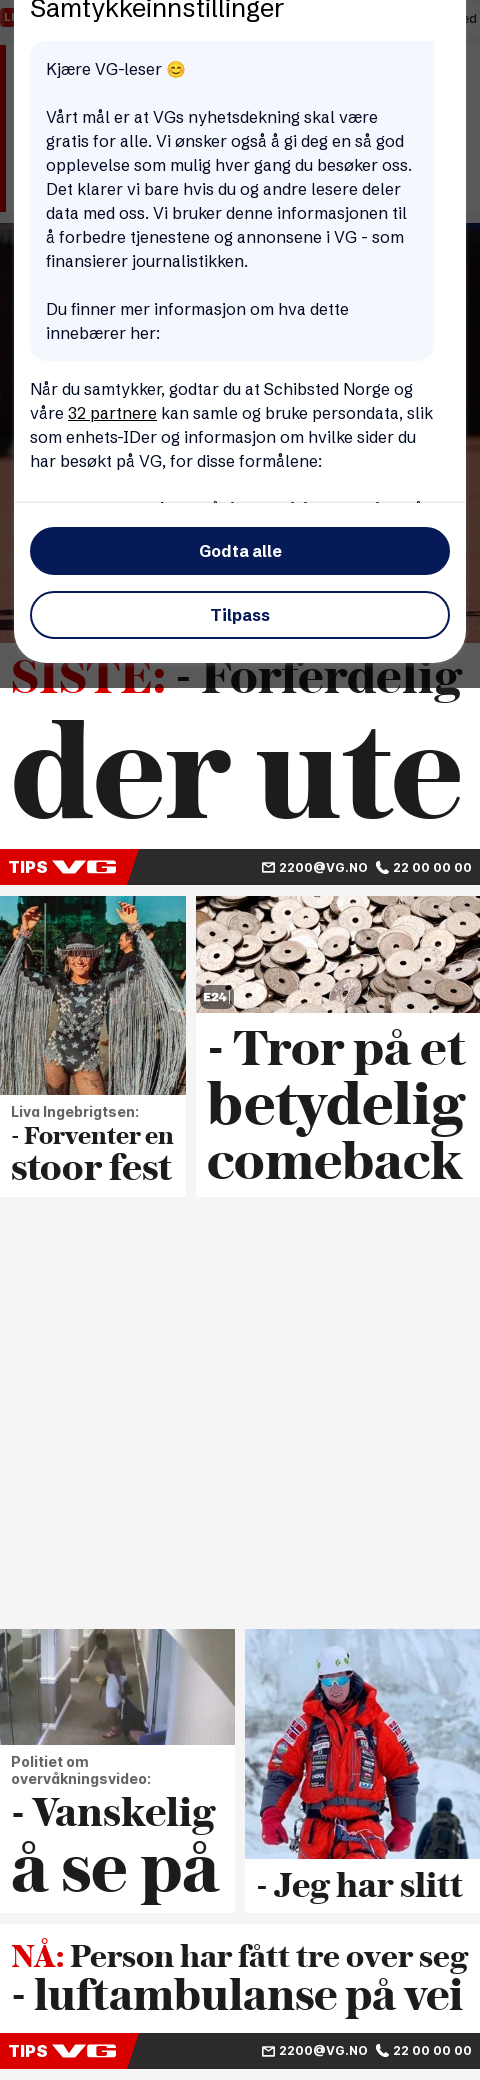 Samtykkeinnstillinger
Kjære VG-leser 😊
Vårt mål er at VGs nyhetsdekning skal være
gratis for alle. Vi ønsker også å gi deg en så god
opplevelse som mulig hver gang du besøker oss.
Det klarer vi bare hvis du og andre lesere deler
data med oss. Vi bruker denne informasjonen til
å forbedre tjenestene og annonsene i VG - som
finansierer journalistikken.
Du finner mer informasjon om hva dette
innebærer her:
Når du samtykker, godtar du at Schibsted Norge og
våre 32 partnere kan samle og bruke persondata, slik
som enhets-IDer og informasjon om hvilke sider du
har besøkt på VG, for disse formålene:
Godta alle
Tilpass
SISTE: - Forferdelig
der ute
TIPS VG 2200@VG.NO 22 00 00 00
E24
Liva Ingebrigtsen:
- Forventer en
stoor fest
- Tror på et
betydelig
comeback
Politiet om
overvåkningsvideo:
- Vanskelig
å se på
- Jeg har slitt
NÅ: Person har fått tre over seg
- luftambulanse på vei
TIPS VG 2200@VG.NO 22 00 00 00